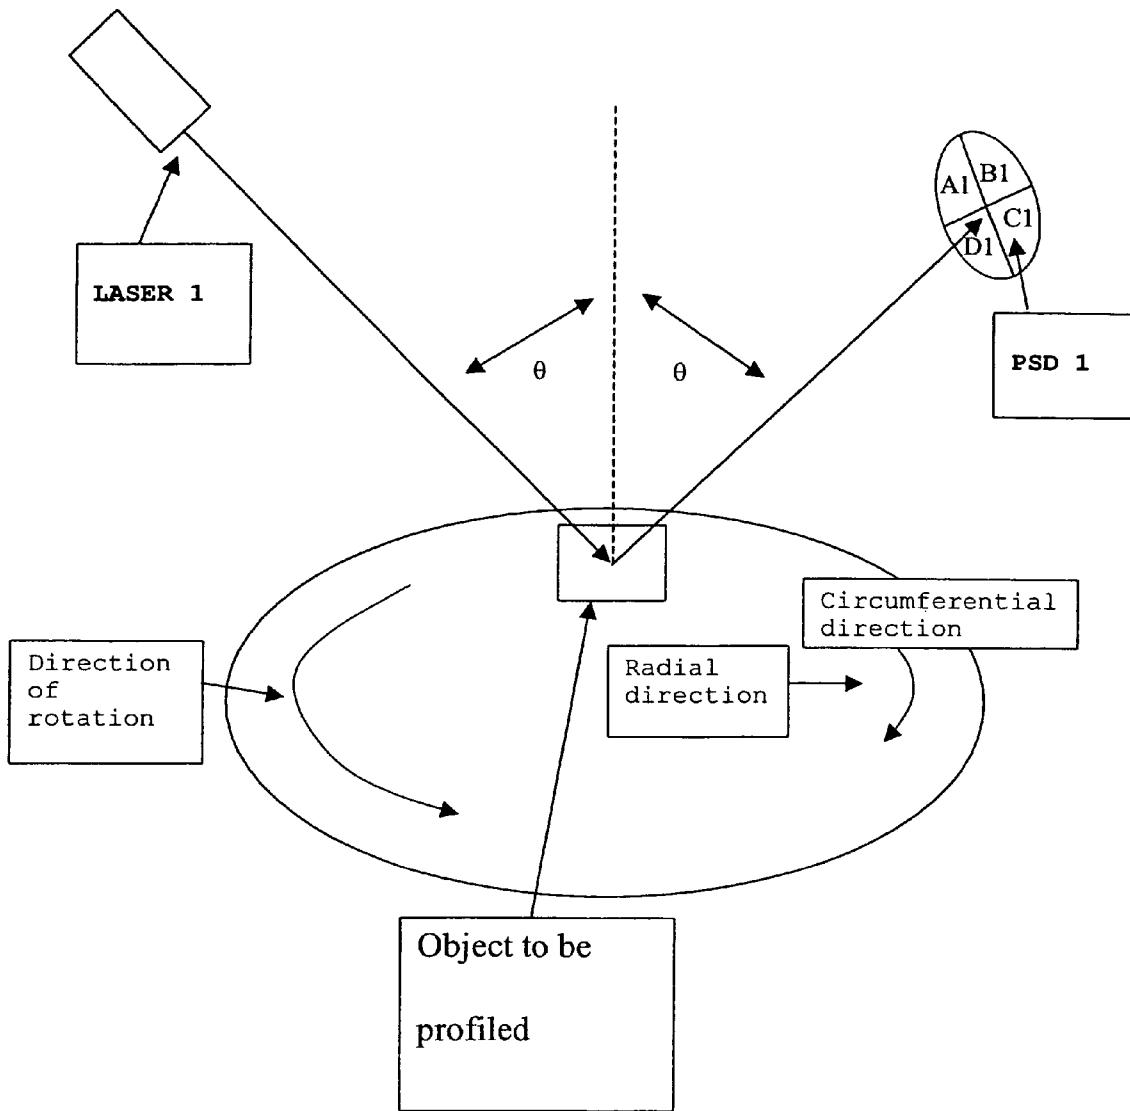 A1
B1
C1
D1
LASER 1
PSD 1
θ
θ
Circumferential
direction
Direction
of
rotation
Radial
direction
Object to be
profiled